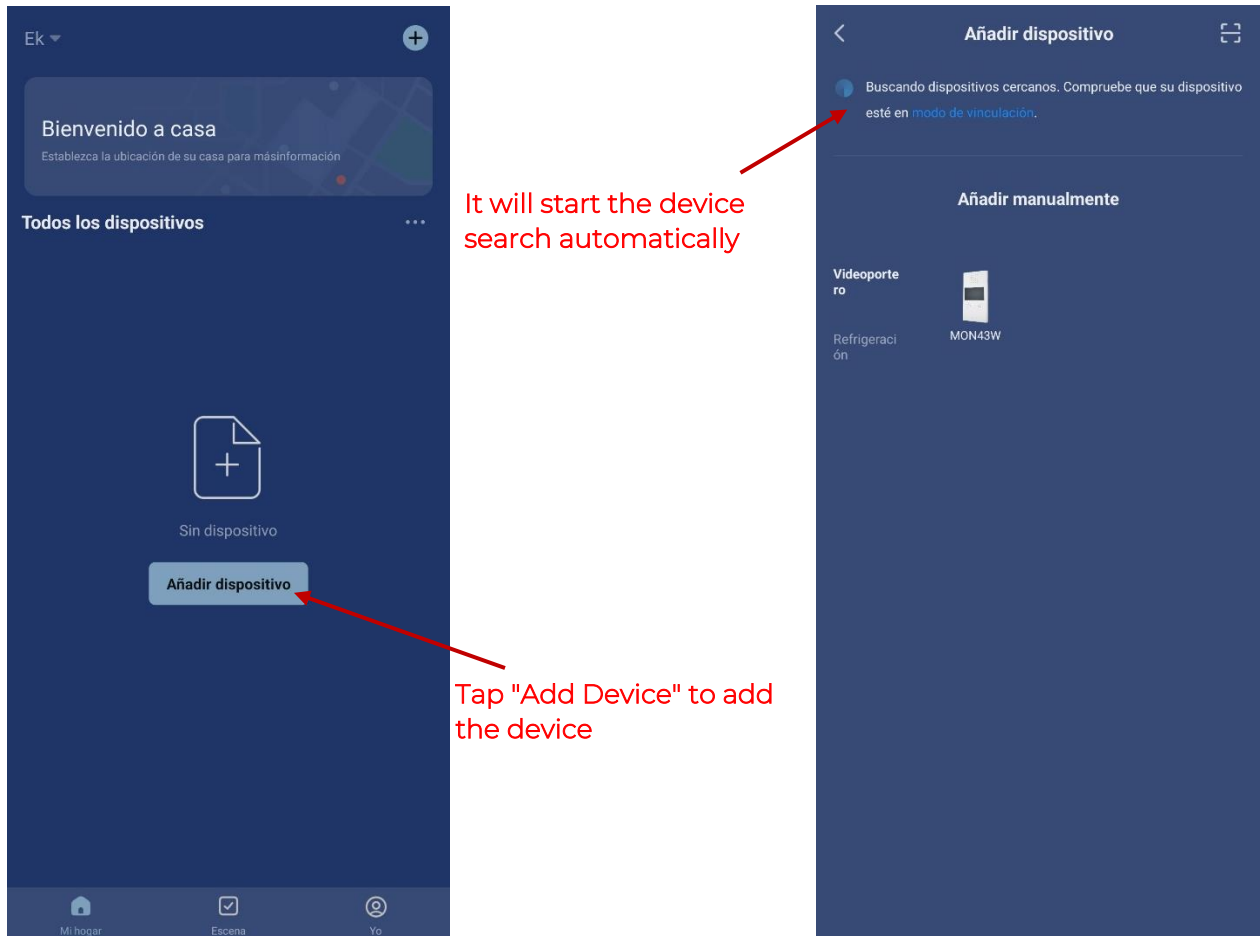 Ek
Bienvenido a casa
Establezca la ubicación de su casa para másinformación
Todos los dispositivos
Sin dispositivo
Añadir dispositivo
Mi hogar
Escena
Yo
It will start the device
search automatically
Tap "Add Device" to add
the device
Añadir dispositivo
Buscando dispositivos cercanos. Compruebe que su dispositivo
esté en modo de vinculación.
Añadir manualmente
Videoporte
ro
MON43W
Refrigeraci
ón